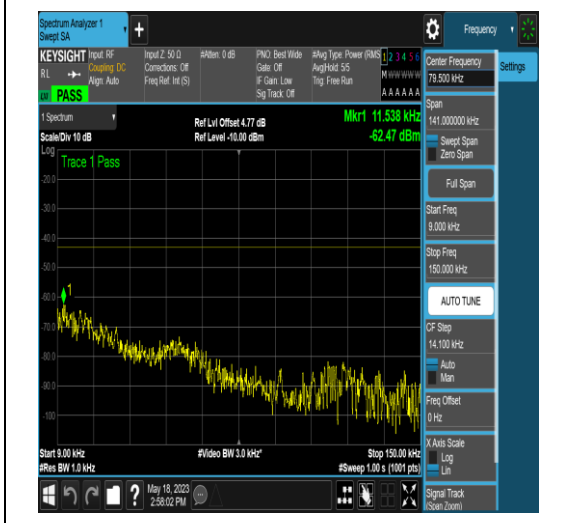 Spectrum Analyzer 1
Swept SA
Frequency
KEYSIGHT
Input: RF
Coupling: DC
Align: Auto
Input Z: 50 Ω
Corrections: Off
Freq Ref: Int (S)
#Atten: 0 dB
PNO: Best Wide
Gate: Off
IF Gain: Low
Sig Track: Off
#Avg Type: Power (RMS)
Avg|Hold: 5/5
Trig: Free Run
1 2 3 4 5 6
M W W W W W
A A A A A A
RL
PASS
1 Spectrum
Scale/Div 10 dB
Log
Ref Lvl Offset 4.77 dB
Ref Level -10.00 dBm
Mkr1 11.538 kHz
-62.47 dBm
Trace 1 Pass
-20.0
-30.0
-40.0
-50.0
-60.0
-70.0
-80.0
-90.0
-100
1
Start 9.00 kHz
#Res BW 1.0 kHz
#Video BW 3.0 kHz*
Stop 150.00 kHz
#Sweep 1.00 s (1001 pts)
?
May 18, 2023
2:58:02 PM
Center Frequency
79.500 kHz
Span
141.000000 kHz
Swept Span
Zero Span
Full Span
Start Freq
9.000 kHz
Stop Freq
150.000 kHz
AUTO TUNE
CF Step
14.100 kHz
Auto
Man
Freq Offset
0 Hz
X Axis Scale
Log
Lin
Signal Track
(Span Zoom)
Settings